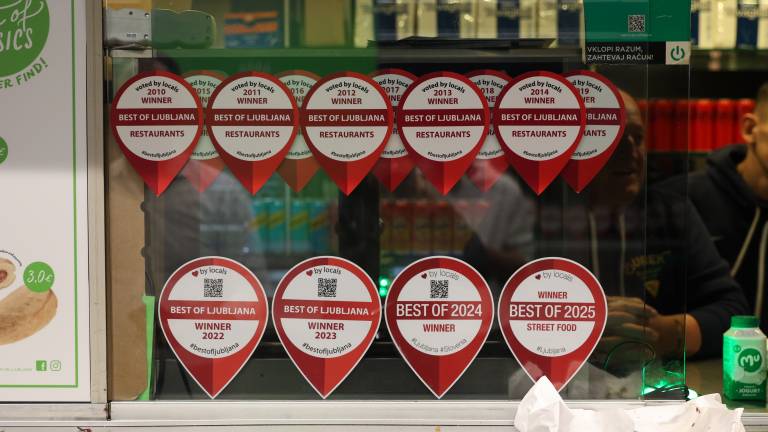 of
SICS
ER FIND!
3.0€
VKLOPI RAZUM,
ZAHTEVAJ RAČUN!
voted by locals
2010
WINNER
BEST OF LJUBLJANA
RESTAURANTS
#bestofljubljana
voted by locals
2011
WINNER
BEST OF LJUBLJANA
RESTAURANTS
#bestofljubljana
voted by locals
2012
WINNER
BEST OF LJUBLJANA
RESTAURANTS
#bestofljubljana
voted by locals
2013
WINNER
BEST OF LJUBLJANA
RESTAURANTS
#bestofljubljana
voted by locals
2014
WINNER
BEST OF LJUBLJANA
RESTAURANTS
#bestofljubljana
by locals
BEST OF LJUBLJANA
WINNER
2022
#bestofljubljana
by locals
BEST OF LJUBLJANA
WINNER
2023
#bestofljubljana
by locals
BEST OF 2024
WINNER
#Ljubljana #Slovenia
by locals
WINNER
BEST OF 2025
STREET FOOD
#Ljubljana
mu
JOGURT